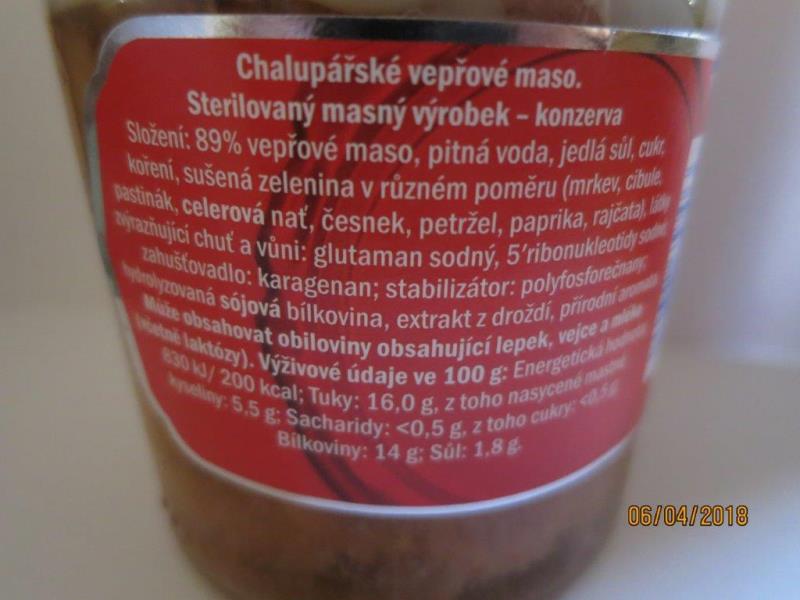 Chalupářské vepřové maso.
Sterilovaný masný výrobek – konzerva
Složení: 89% vepřové maso, pitná voda, jedlá sůl, cukr,
koření, sušená zelenina v různém poměru (mrkev, cibule,
pastinák, celerová nať, česnek, petržel, paprika, rajčata), látky
zvýrazňující chuť a vůni: glutaman sodný, 5'ribonukleotidy sodné,
zahušťovadlo: karagenan; stabilizátor: polyfosforečnany,
hydrolyzovaná sójová bílkovina, extrakt z droždí, přírodní aromata.
Může obsahovat obiloviny obsahující lepek, vejce a mléko
(včetně laktózy). Výživové údaje ve 100 g: Energetická hodnota
830 kJ/ 200 kcal; Tuky: 16,0 g, z toho nasycené mastné
kyseliny: 5,5 g; Sacharidy: <0,5 g, z toho cukry: <0,5 g
Bílkoviny: 14 g; Sůl: 1,8 g.
06/04/2018